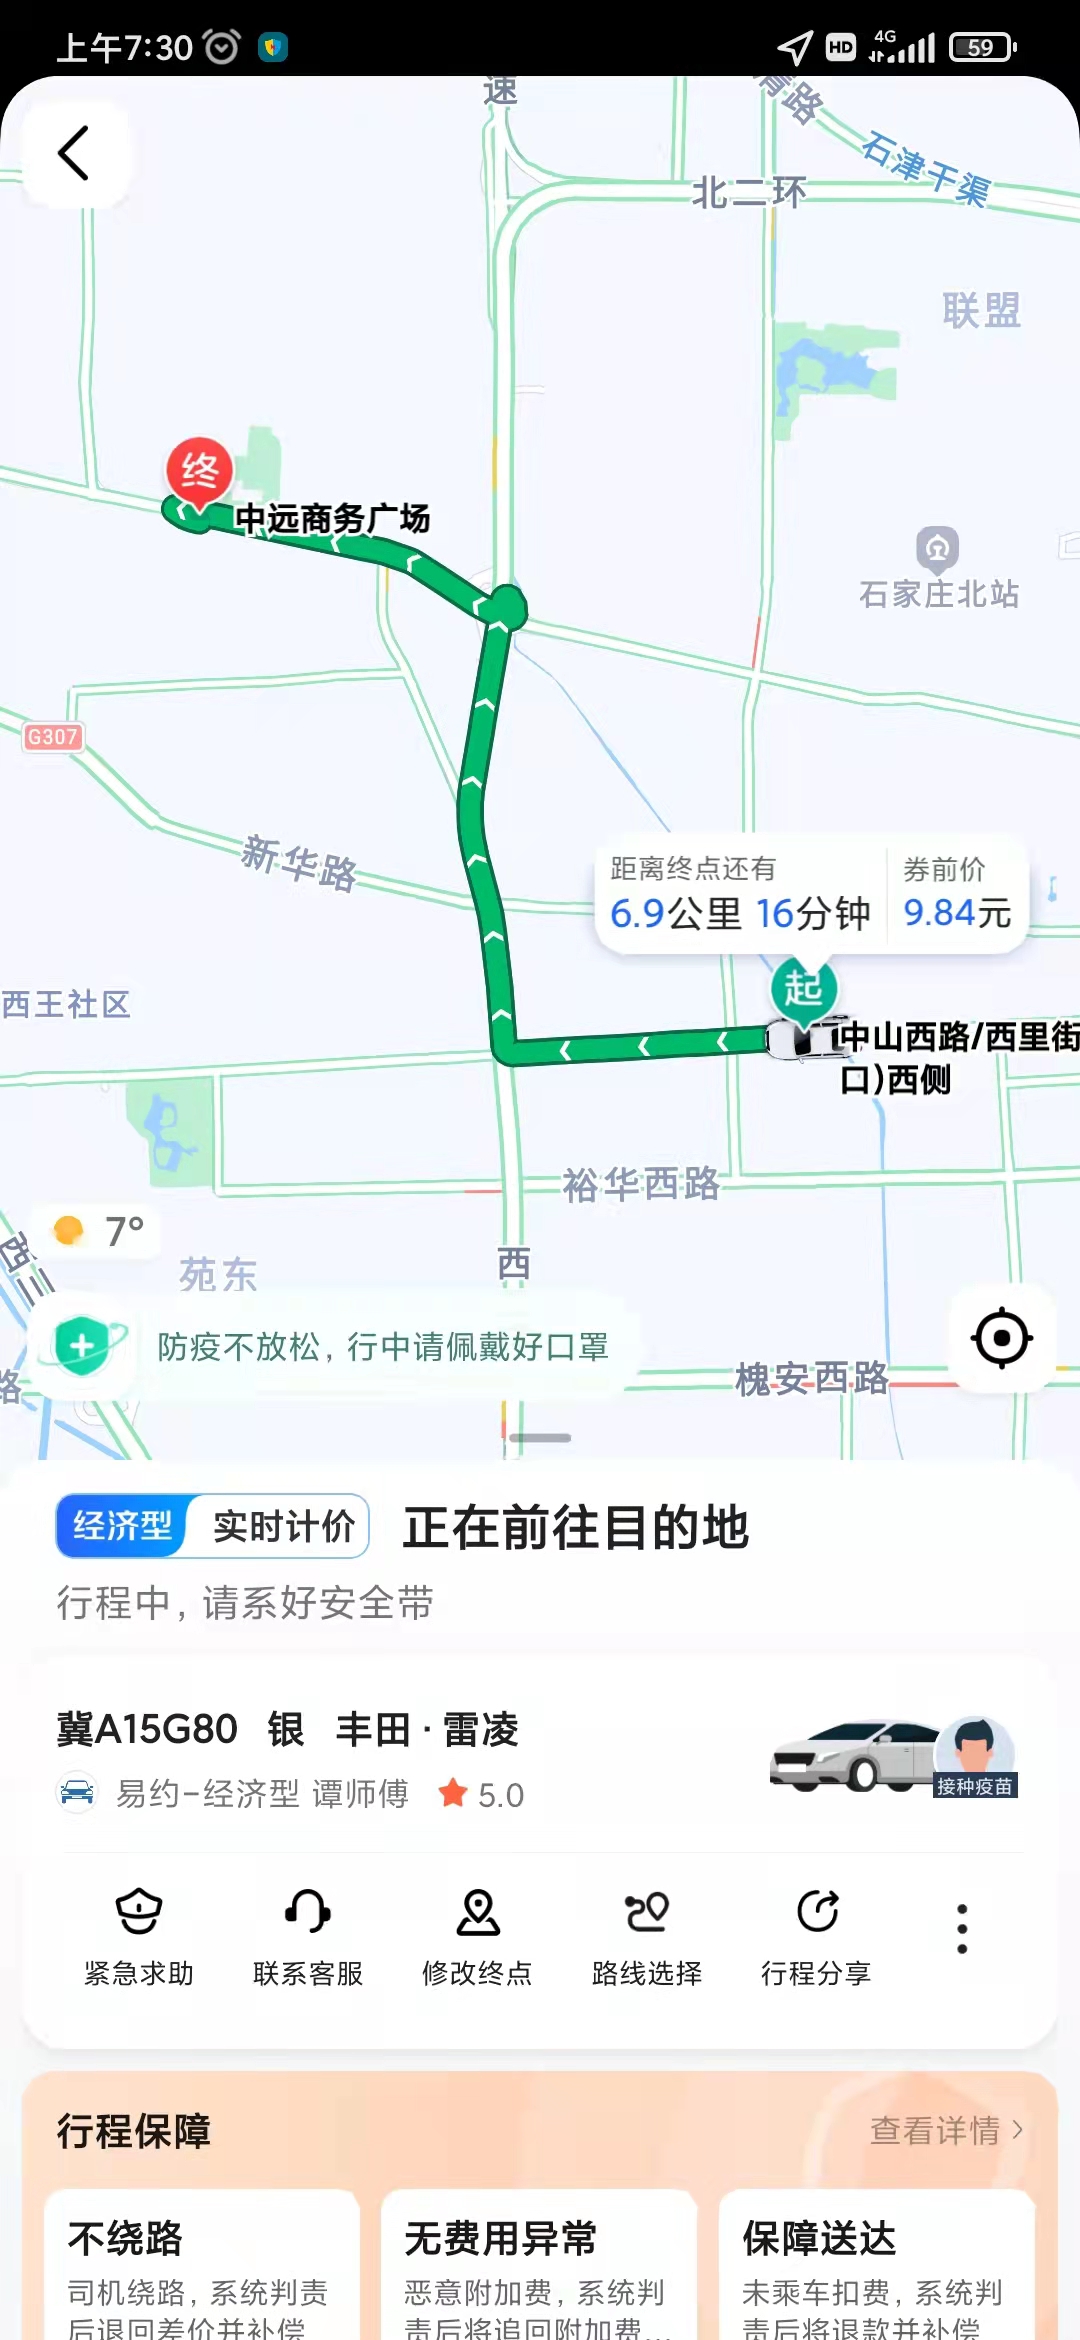 上午7:30
HD 4G 59
速
青路
石津干渠
北二环
联盟
终
中远商务广场
石家庄北站
G307
新华路
距离终点还有
券前价
6.9公里 16分钟
9.84元
西王社区
起
中山西路/西里街
口)西侧
裕华西路
7°
西三
苑东
西
防疫不放松，行中请佩戴好口罩
槐安西路
路
经济型 实时计价 正在前往目的地
行程中，请系好安全带
冀A15G80 银 丰田·雷凌
易约-经济型 谭师傅 5.0
接种疫苗
紧急求助 联系客服 修改终点 路线选择 行程分享
行程保障
查看详情
不绕路
司机绕路，系统判责
后退回差价并补偿
无费用异常
恶意附加费，系统判
责后将追回附加费...
保障送达
未乘车扣费，系统判
责后将退款并补偿